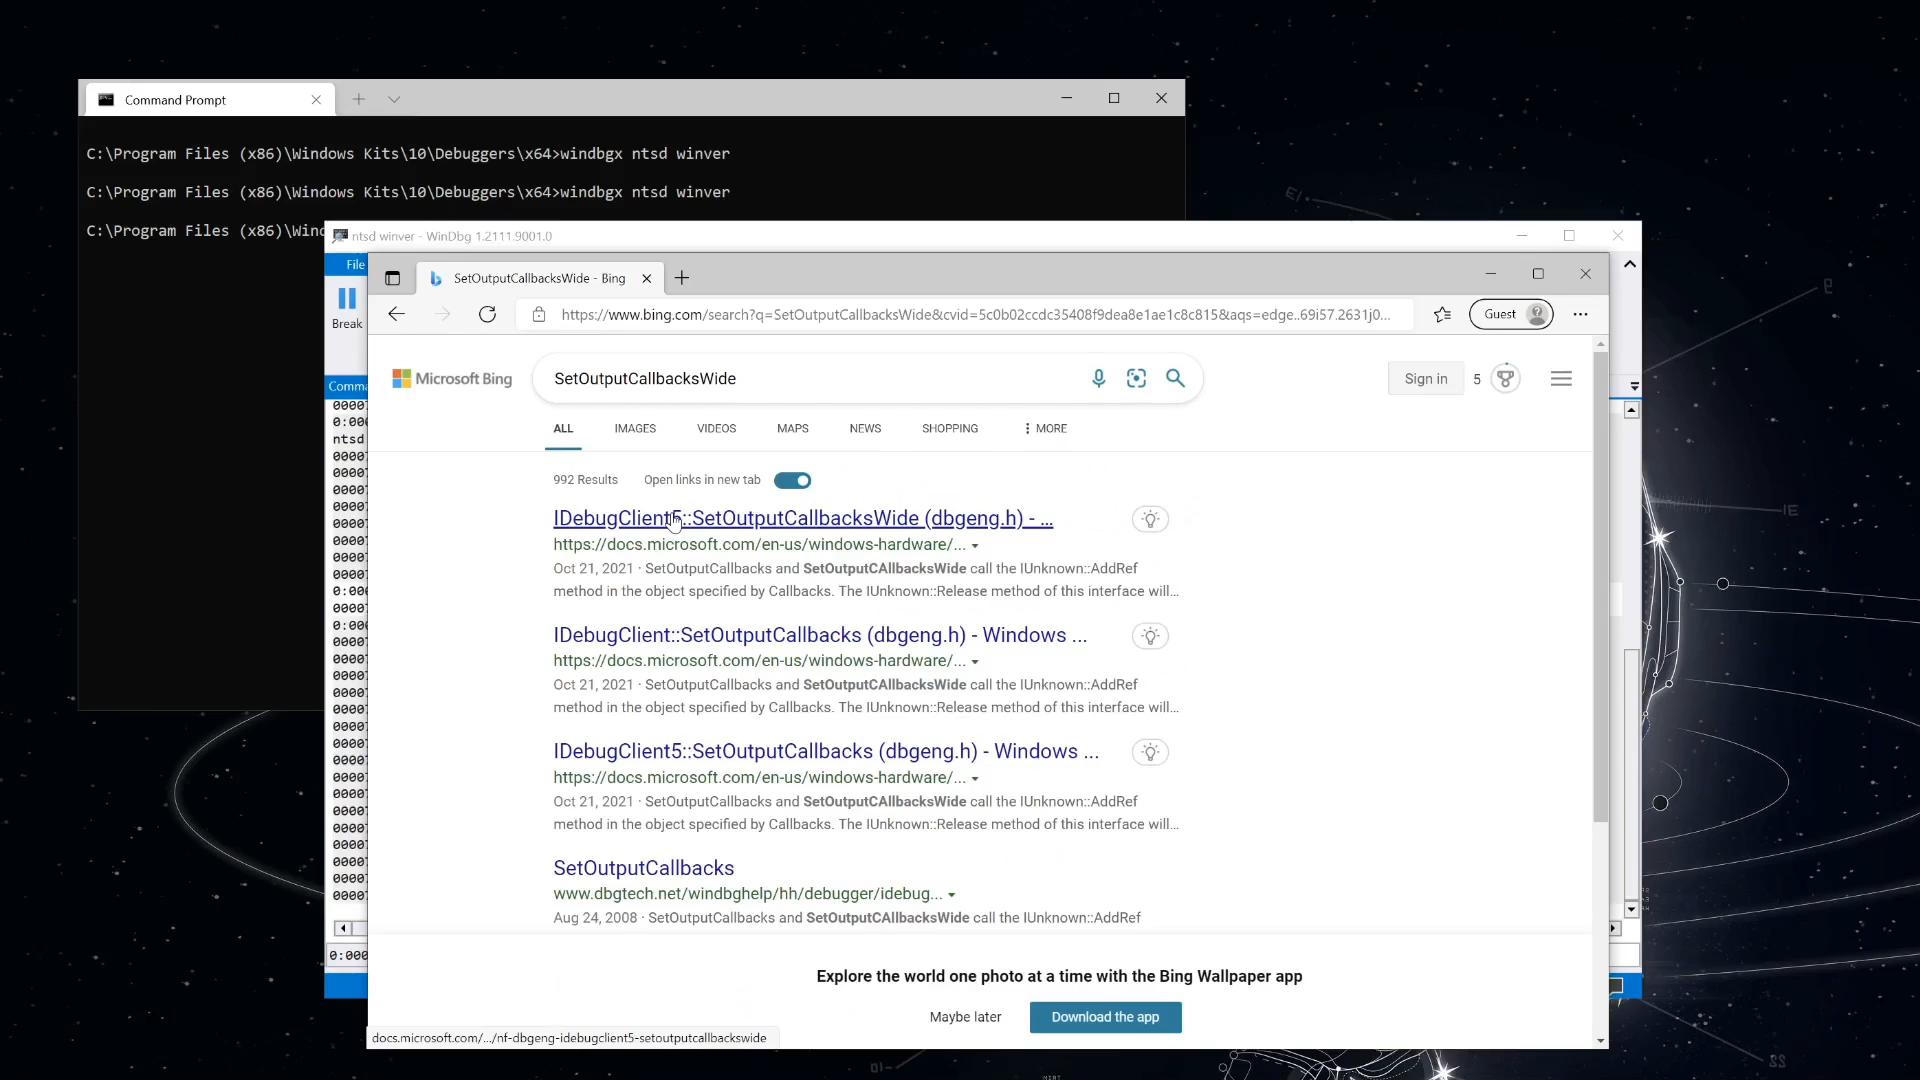 Command Prompt
C:\Program Files (x86)\Windows Kits\10\Debuggers\x64>windbgx ntsd winver
C:\Program Files (x86)\Windows Kits\10\Debuggers\x64>windbgx ntsd winver
C:\Program Files (x86)\Wind
ntsd winver - WinDbg 1.2111.9001.0
File
SetOutputCallbacksWide - Bing
Break
https://www.bing.com/search?q=SetOutputCallbacksWide&cvid=5c0b02ccdc35408f9dea8e1ae1c8c815&aqs=edge..69i57.2631j0...
Guest
Microsoft Bing
SetOutputCallbacksWide
Sign in
5
Comma
ALL
IMAGES
VIDEOS
MAPS
NEWS
SHOPPING
MORE
992 Results
Open links in new tab
IDebugClient5::SetOutputCallbacksWide (dbgeng.h) - ...
https://docs.microsoft.com/en-us/windows-hardware/...
Oct 21, 2021 · SetOutputCallbacks and SetOutputCAllbacksWide call the IUnknown::AddRef
method in the object specified by Callbacks. The IUnknown::Release method of this interface will...
IDebugClient::SetOutputCallbacks (dbgeng.h) - Windows ...
https://docs.microsoft.com/en-us/windows-hardware/...
Oct 21, 2021 · SetOutputCallbacks and SetOutputCAllbacksWide call the IUnknown::AddRef
method in the object specified by Callbacks. The IUnknown::Release method of this interface will...
IDebugClient5::SetOutputCallbacks (dbgeng.h) - Windows ...
https://docs.microsoft.com/en-us/windows-hardware/...
Oct 21, 2021 · SetOutputCallbacks and SetOutputCAllbacksWide call the IUnknown::AddRef
method in the object specified by Callbacks. The IUnknown::Release method of this interface will...
SetOutputCallbacks
www.dbgtech.net/windbghelp/hh/debugger/idebug...
Aug 24, 2008 · SetOutputCallbacks and SetOutputCAllbacksWide call the IUnknown::AddRef
0:000
Explore the world one photo at a time with the Bing Wallpaper app
Maybe later
Download the app
docs.microsoft.com/.../nf-dbgeng-idebugclient5-setoutputcallbackswide